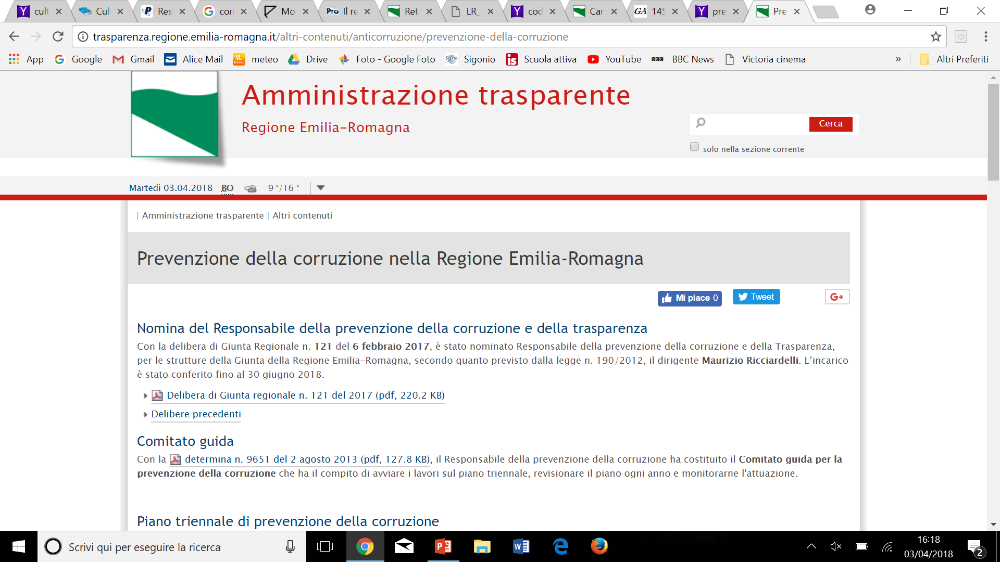 cult
Cul
Res
cor
Mo
Pro Il re
Ret
LR_
cod
Car
GA 145
pre
Pre
trasparenza.regione.emilia-romagna.it/altri-contenuti/anticorruzione/prevenzione-della-corruzione
App Google Gmail Alice Mail meteo Drive Foto - Google Foto Sigonio Scuola attiva YouTube BBC News Victoria cinema » Altri Preferiti
Amministrazione trasparente
Regione Emilia-Romagna
Cerca
solo nella sezione corrente
Martedì 03.04.2018 BO 9°/16°
| Amministrazione trasparente | Altri contenuti
Prevenzione della corruzione nella Regione Emilia-Romagna
Mi piace 0 Tweet G+
Nomina del Responsabile della prevenzione della corruzione e della trasparenza
Con la delibera di Giunta Regionale n. 121 del 6 febbraio 2017, è stato nominato Responsabile della prevenzione della corruzione e della Trasparenza,
per le strutture della Giunta della Regione Emilia-Romagna, secondo quanto previsto dalla legge n. 190/2012, il dirigente Maurizio Ricciardelli. L’incarico
è stato conferito fino al 30 giugno 2018.
Delibera di Giunta regionale n. 121 del 2017 (pdf, 220.2 KB)
Delibere precedenti
Comitato guida
Con la determina n. 9651 del 2 agosto 2013 (pdf, 127.8 KB), il Responsabile della prevenzione della corruzione ha costituito il Comitato guida per la
prevenzione della corruzione che ha il compito di avviare i lavori sul piano triennale, revisionare il piano ogni anno e monitorarne l'attuazione.
Piano triennale di prevenzione della corruzione
Scrivi qui per eseguire la ricerca
16:18
03/04/2018
2